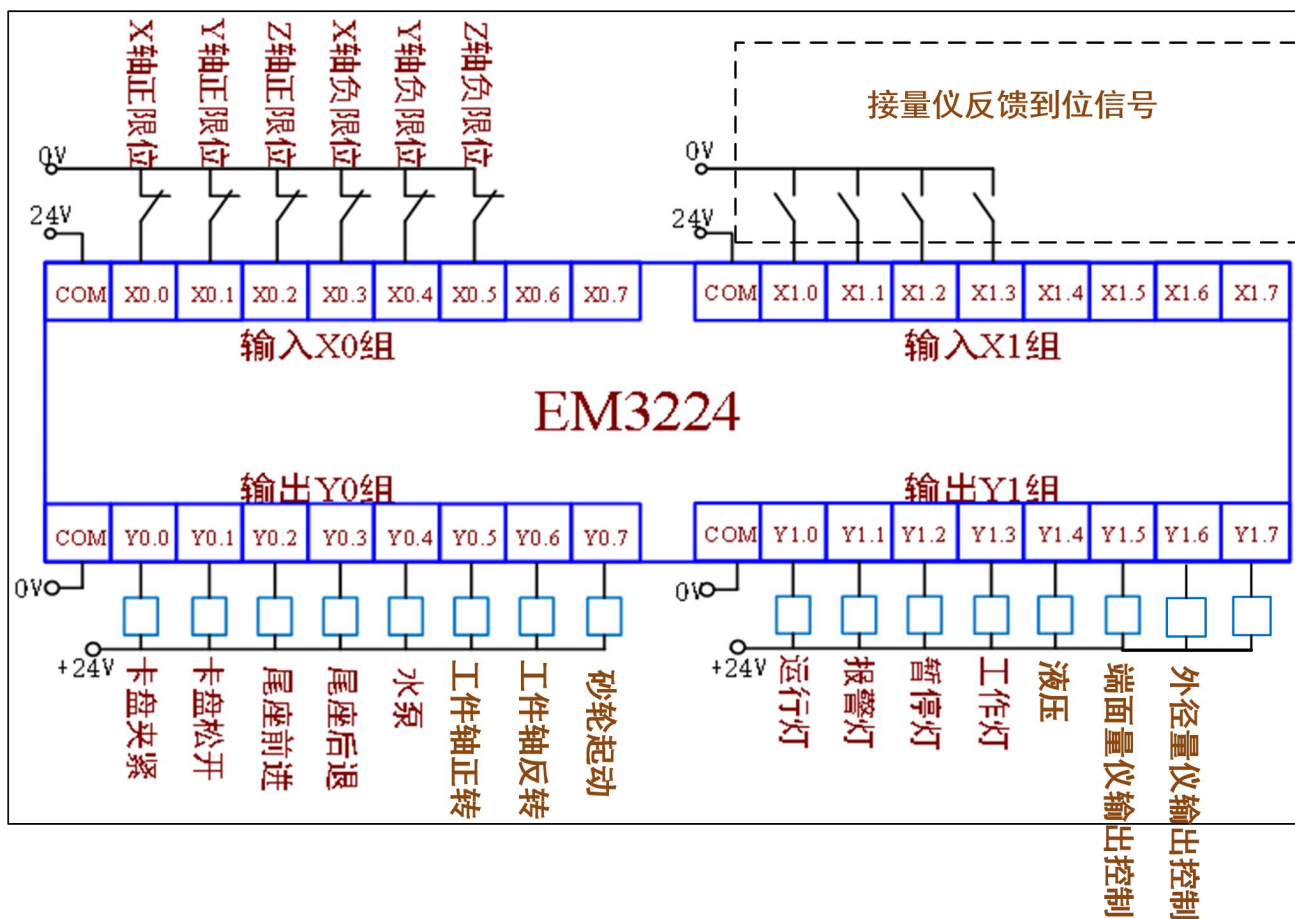 X轴正限位
Y轴正限位
Z轴正限位
X轴负限位
Y轴负限位
Z轴负限位
接量仪反馈到位信号
0V
0V
24V
24V
COM X0.0 X0.1 X0.2 X0.3 X0.4 X0.5 X0.6 X0.7
COM X1.0 X1.1 X1.2 X1.3 X1.4 X1.5 X1.6 X1.7
输入X0组
输入X1组
EM3224
输出Y0组
输出Y1组
COM Y0.0 Y0.1 Y0.2 Y0.3 Y0.4 Y0.5 Y0.6 Y0.7
COM Y1.0 Y1.1 Y1.2 Y1.3 Y1.4 Y1.5 Y1.6 Y1.7
0V
0V
+24V
+24V
卡盘夹紧
卡盘松开
尾座前进
尾座后退
水泵
工件轴正转
工件轴反转
砂轮起动
运行灯
报警灯
暂停灯
工作灯
液压
端面量仪输出控制
外径量仪输出控制